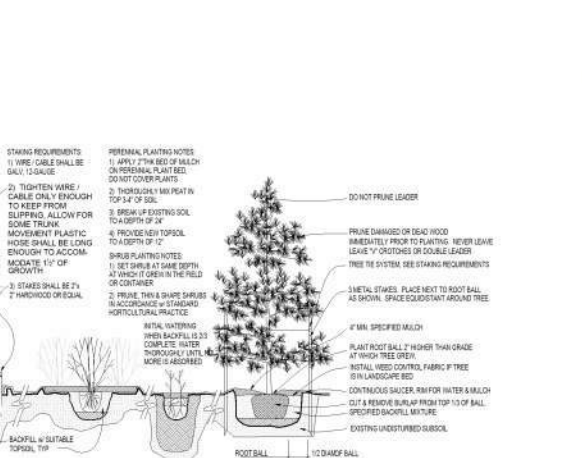 STAKING REQUIREMENTS:
1) WIRE / CABLE SHALL BE
GALV. 12-GAUGE
2) TIGHTEN WIRE /
CABLE ONLY ENOUGH
TO KEEP FROM
SLIPPING. ALLOW FOR
SOME TRUNK
MOVEMENT PLASTIC
HOSE SHALL BE LONG
ENOUGH TO ACCOM-
MODATE 1½" OF
GROWTH
3) STAKES SHALL BE 2"x
2" HARDWOOD OR EQUAL
PERENNIAL PLANTING NOTES:
1) APPLY 2"THK BED OF MULCH
ON PERENNIAL PLANT BED,
DO NOT COVER PLANTS
2) THOROUGHLY MIX PEAT IN
TOP 3-4" OF SOIL
3) BREAK UP EXISTING SOIL
TO A DEPTH OF 24"
4) PROVIDE NEW TOPSOIL
TO A DEPTH OF 12"
SHRUB PLANTING NOTES:
1) SET SHRUB AT SAME DEPTH
AT WHICH IT GREW IN THE FIELD
OR CONTAINER
2) PRUNE, THIN & SHAPE SHRUBS
IN ACCORDANCE w/ STANDARD
HORTICULTURAL PRACTICE
INITIAL WATERING
WHEN BACKFILL IS 2/3
COMPLETE WATER
THOROUGHLY UNTIL NO
MORE IS ABSORBED
DO NOT PRUNE LEADER
PRUNE DAMAGED OR DEAD WOOD
IMMEDIATELY PRIOR TO PLANTING. NEVER LEAVE
LEAVE "V" CROTCHES OR DOUBLE LEADER
TREE TIE SYSTEM, SEE STAKING REQUIREMENTS
3 METAL STAKES. PLACE NEXT TO ROOT BALL
AS SHOWN. SPACE EQUIDISTANT AROUND TREE.
4" MIN. SPECIFIED MULCH
PLANT ROOT BALL 2" HIGHER THAN GRADE
AT WHICH TREE GREW.
INSTALL WEED CONTROL FABRIC IF TREE
IS IN LANDSCAPE BED
CONTINUOUS SAUCER, RIM FOR WATER & MULCH
CUT & REMOVE BURLAP FROM TOP 1/3 OF BALL.
SPECIFIED BACKFILL MIXTURE
EXISTING UNDISTURBED SUBSOIL
BACKFILL w/ SUITABLE
TOPSOIL, TYP
ROOT BALL
1/2 DIAM OF BALL